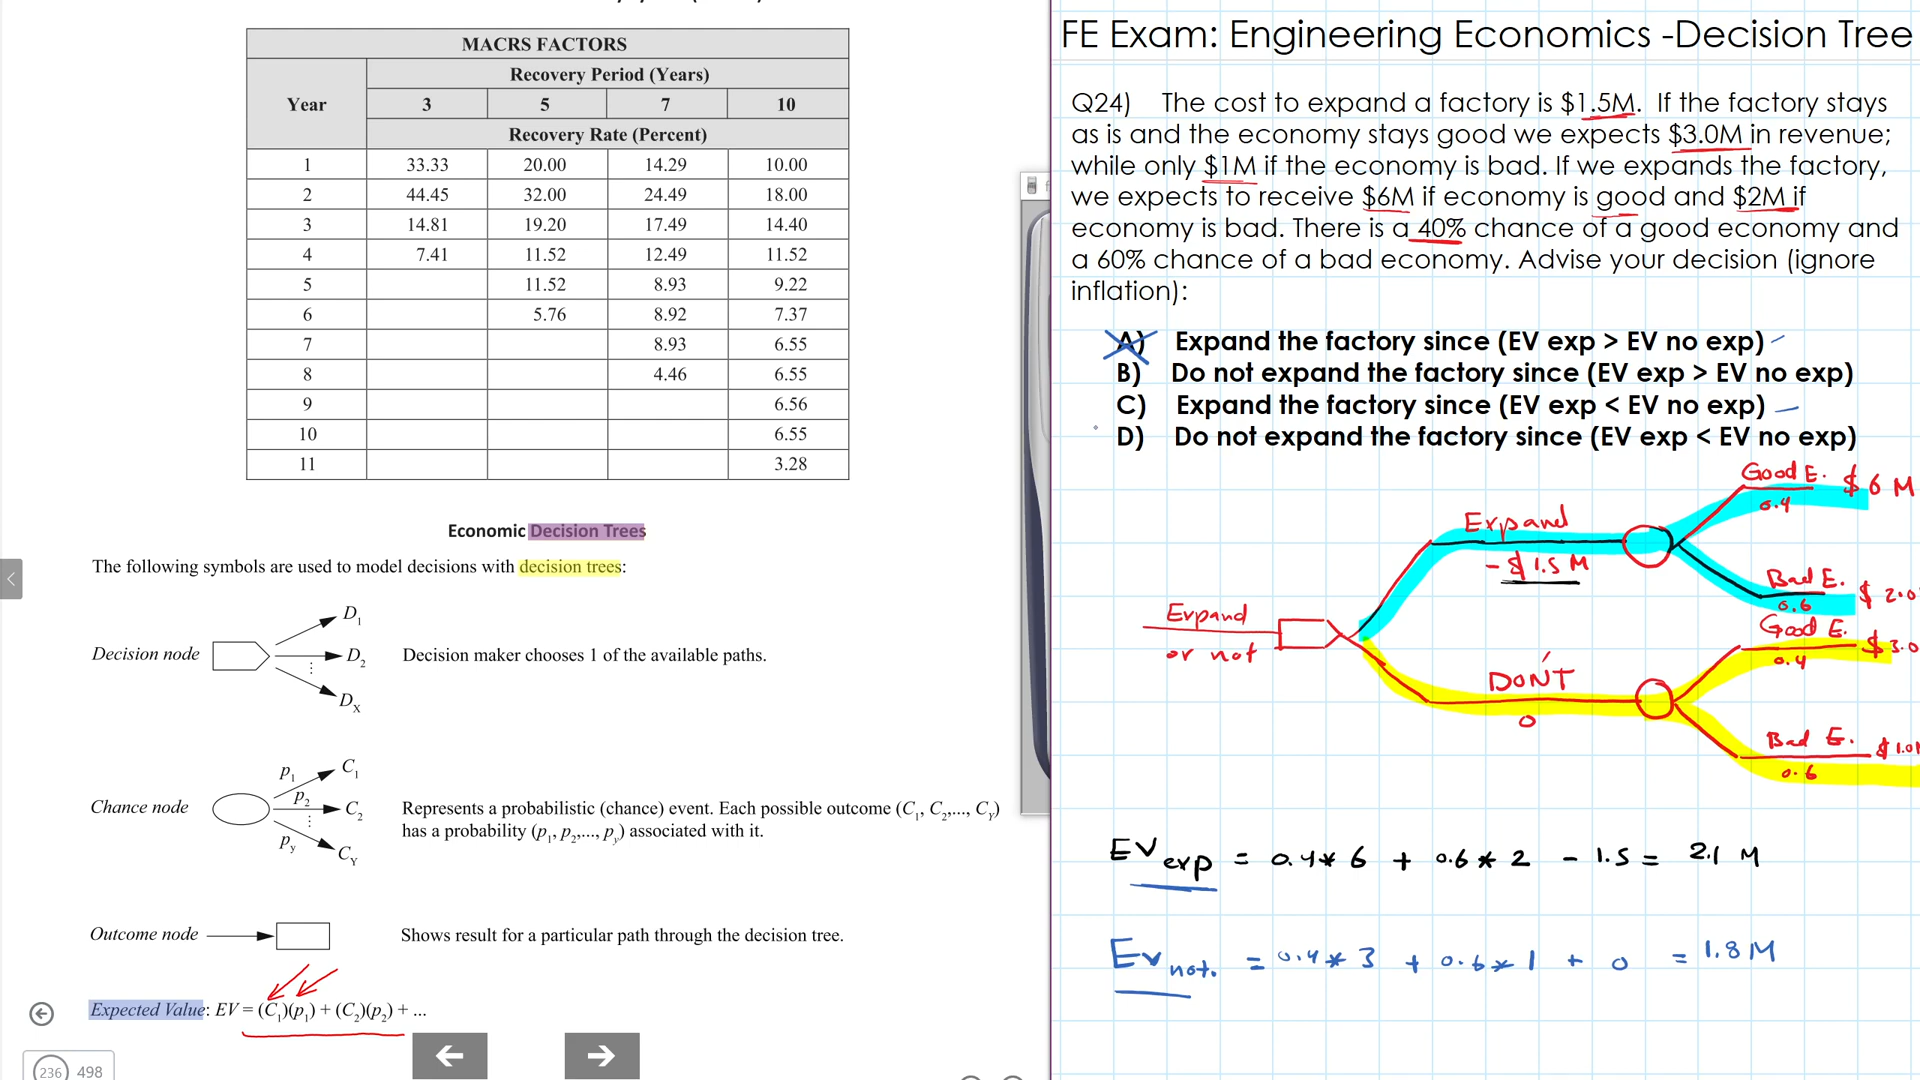 MACRS FACTORS
Year
Recovery Period (Years)
3 5 7 10
Recovery Rate (Percent)
1 33.33 20.00 14.29 10.00
2 44.45 32.00 24.49 18.00
3 14.81 19.20 17.49 14.40
4 7.41 11.52 12.49 11.52
5 11.52 8.93 9.22
6 5.76 8.92 7.37
7 8.93 6.55
8 4.46 6.55
9 6.56
10 6.55
11 3.28
Economic Decision Trees
The following symbols are used to model decisions with decision trees:
Decision node D1 D2 ⋮ DX Decision maker chooses 1 of the available paths.
Chance node p1 C1 p2 C2 ⋮ py CY Represents a probabilistic (chance) event. Each possible outcome (C1, C2,..., CY)
has a probability (p1, p2,..., py) associated with it.
Outcome node Shows result for a particular path through the decision tree.
Expected Value: EV = (C1)(p1) + (C2)(p2) + ...
236 498
FE Exam: Engineering Economics -Decision Tree
Q24) The cost to expand a factory is $1.5M. If the factory stays
as is and the economy stays good we expects $3.0M in revenue;
while only $1M if the economy is bad. If we expands the factory,
we expects to receive $6M if economy is good and $2M if
economy is bad. There is a 40% chance of a good economy and
a 60% chance of a bad economy. Advise your decision (ignore
inflation):
A) Expand the factory since (EV exp > EV no exp)
B) Do not expand the factory since (EV exp > EV no exp)
C) Expand the factory since (EV exp < EV no exp)
D) Do not expand the factory since (EV exp < EV no exp)
Good E. $ 6 M
0.4
Expand
- $ 1.5 M
Bad E. $ 2.0
0.6
Expand
or not
Good E. $ 3.0
0.4
DON'T
0
Bad E. $ 1.0
0.6
EV exp = 0.4* 6 + 0.6* 2 - 1.5 = 2.1 M
EV not. = 0.4* 3 + 0.6*1 + 0 = 1.8 M